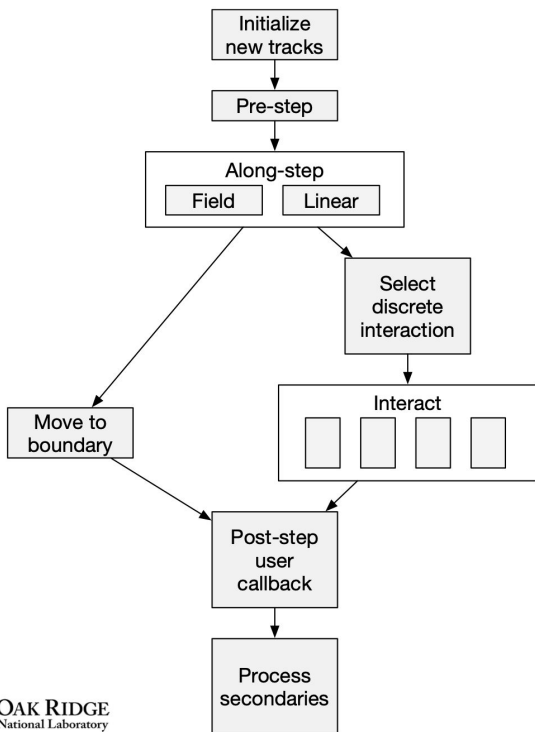 Initialize
new tracks
Pre-step
Along-step
Field
Linear
Select
discrete
interaction
Interact
Move to
boundary
Post-step
user
callback
Process
secondaries
OAK RIDGE
National Laboratory